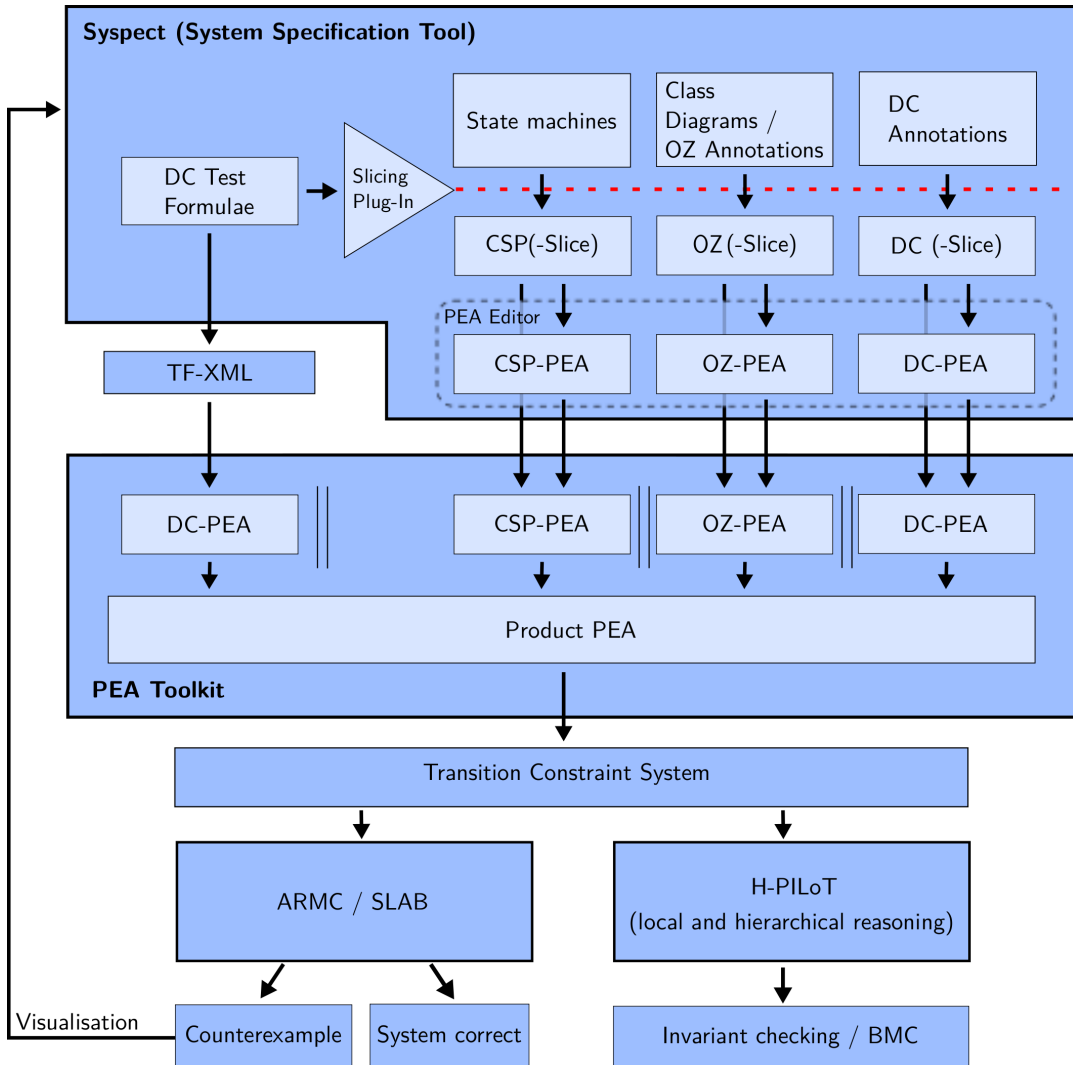 Syspect (System Specification Tool)
State machines
Class
Diagrams /
OZ Annotations
DC
Annotations
DC Test
Formulae
Slicing
Plug-In
CSP(-Slice)
OZ(-Slice)
DC (-Slice)
PEA Editor
CSP-PEA
OZ-PEA
DC-PEA
TF-XML
DC-PEA
CSP-PEA
OZ-PEA
DC-PEA
Product PEA
PEA Toolkit
Transition Constraint System
ARMC / SLAB
H-PILoT
(local and hierarchical reasoning)
Visualisation
Counterexample
System correct
Invariant checking / BMC